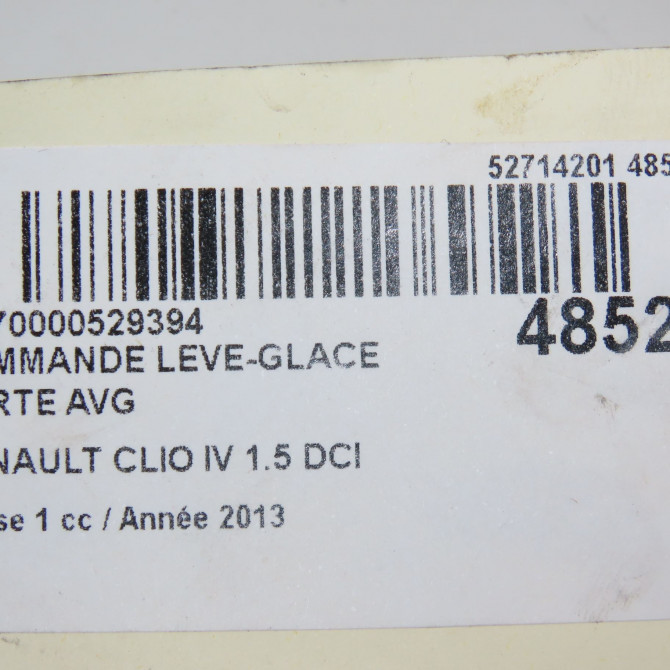 52714201 485
70000529394
4852
MMANDE LEVE-GLACE
RTE AVG
NAULT CLIO IV 1.5 DCI
se 1 cc / Année 2013